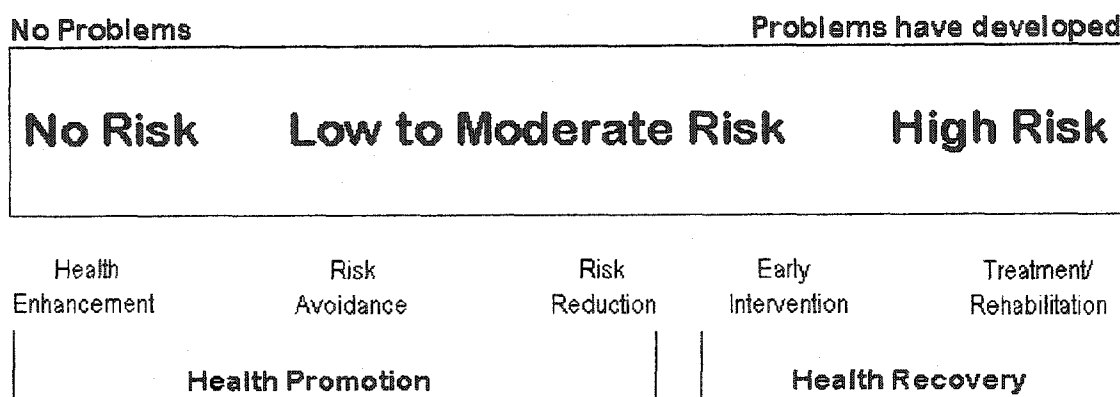 No Problems Problems have developed
No Risk Low to Moderate Risk High Risk
Health Enhancement
Risk Avoidance
Risk Reduction
Early Intervention
Treatment/ Rehabilitation
Health Promotion Health Recovery